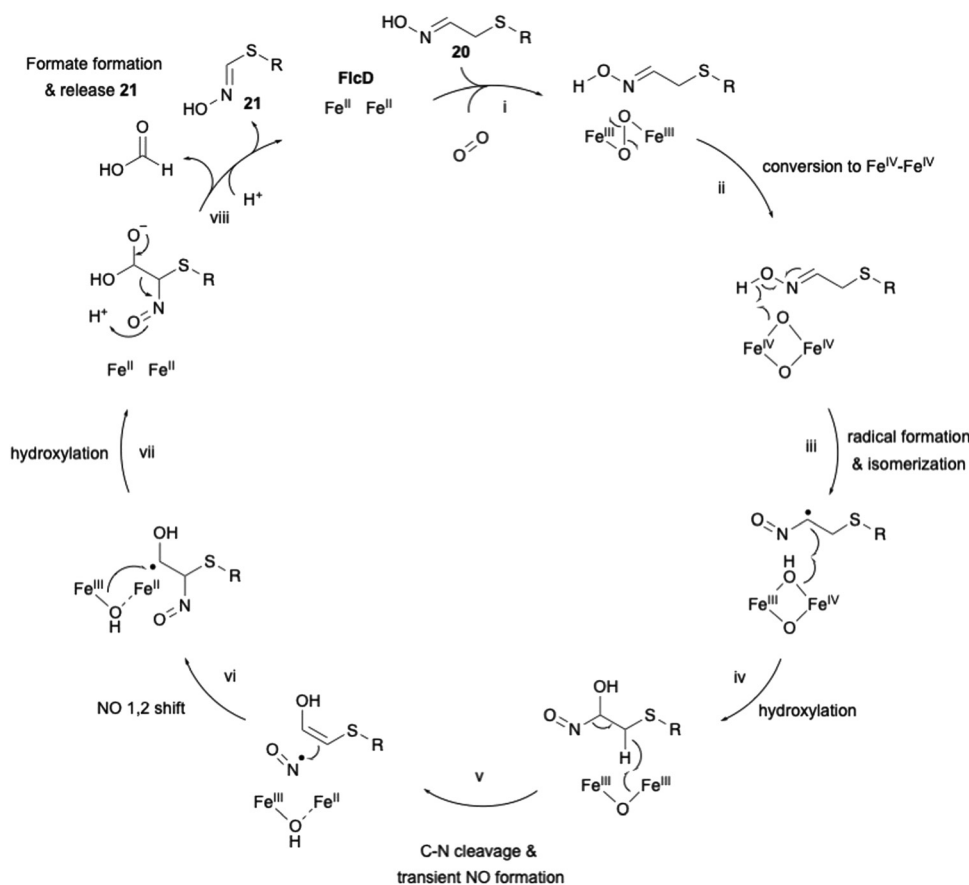 Formate formation
& release 21
HO
N
S
R
21
HO
N
S
R
20
FlcD
Fe^II Fe^II
i
O
O
H
O
N
S
R
Fe^III
O
O
Fe^III
ii
conversion to Fe^IV-Fe^IV
H
O
N
S
R
O
Fe^IV
Fe^IV
O
iii
radical formation
& isomerization
O
N
•
S
R
H
O
Fe^III
Fe^IV
O
iv
hydroxylation
OH
O
N
S
R
H
Fe^III
Fe^III
O
v
C-N cleavage &
transient NO formation
OH
S
R
O
N•
Fe^III
Fe^II
O
H
vi
NO 1,2 shift
OH
•
S
R
N
O
Fe^III
Fe^II
O
H
vii
hydroxylation
O^-
HO
S
R
N
O
H^+
Fe^II Fe^II
viii
H^+
O
HO
H